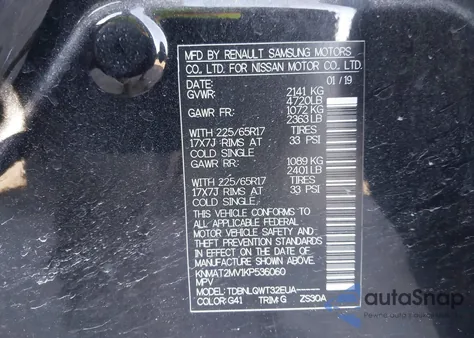 MFD BY RENAULT SAMSUNG MOTORS
CO., LTD. FOR NISSAN MOTOR CO., LTD.
DATE: 01/19
GVWR: 2141 KG
4720LB
GAWR FR: 1072 KG
2363LB
WITH 225/65R17 TIRES
17X7J RIMS AT 33 PSI
COLD SINGLE
GAWR RR: 1089 KG
2401LB
WITH 225/65R17 TIRES
17X7J RIMS AT 33 PSI
COLD SINGLE
THIS VEHICLE CONFORMS TO ALL
APPLICABLE FEDERAL
MOTOR VEHICLE SAFETY AND
THEFT PREVENTION STANDARDS
IN EFFECT ON THE DATE OF
MANUFACTURE SHOWN ABOVE.
KNMAT2MV1KP536060
MPV
MODEL: TDBNLQWT32EUA-----
COLOR: G41 TRIM: G ZS30A
autoSnap
Powered by AutoBidMaster